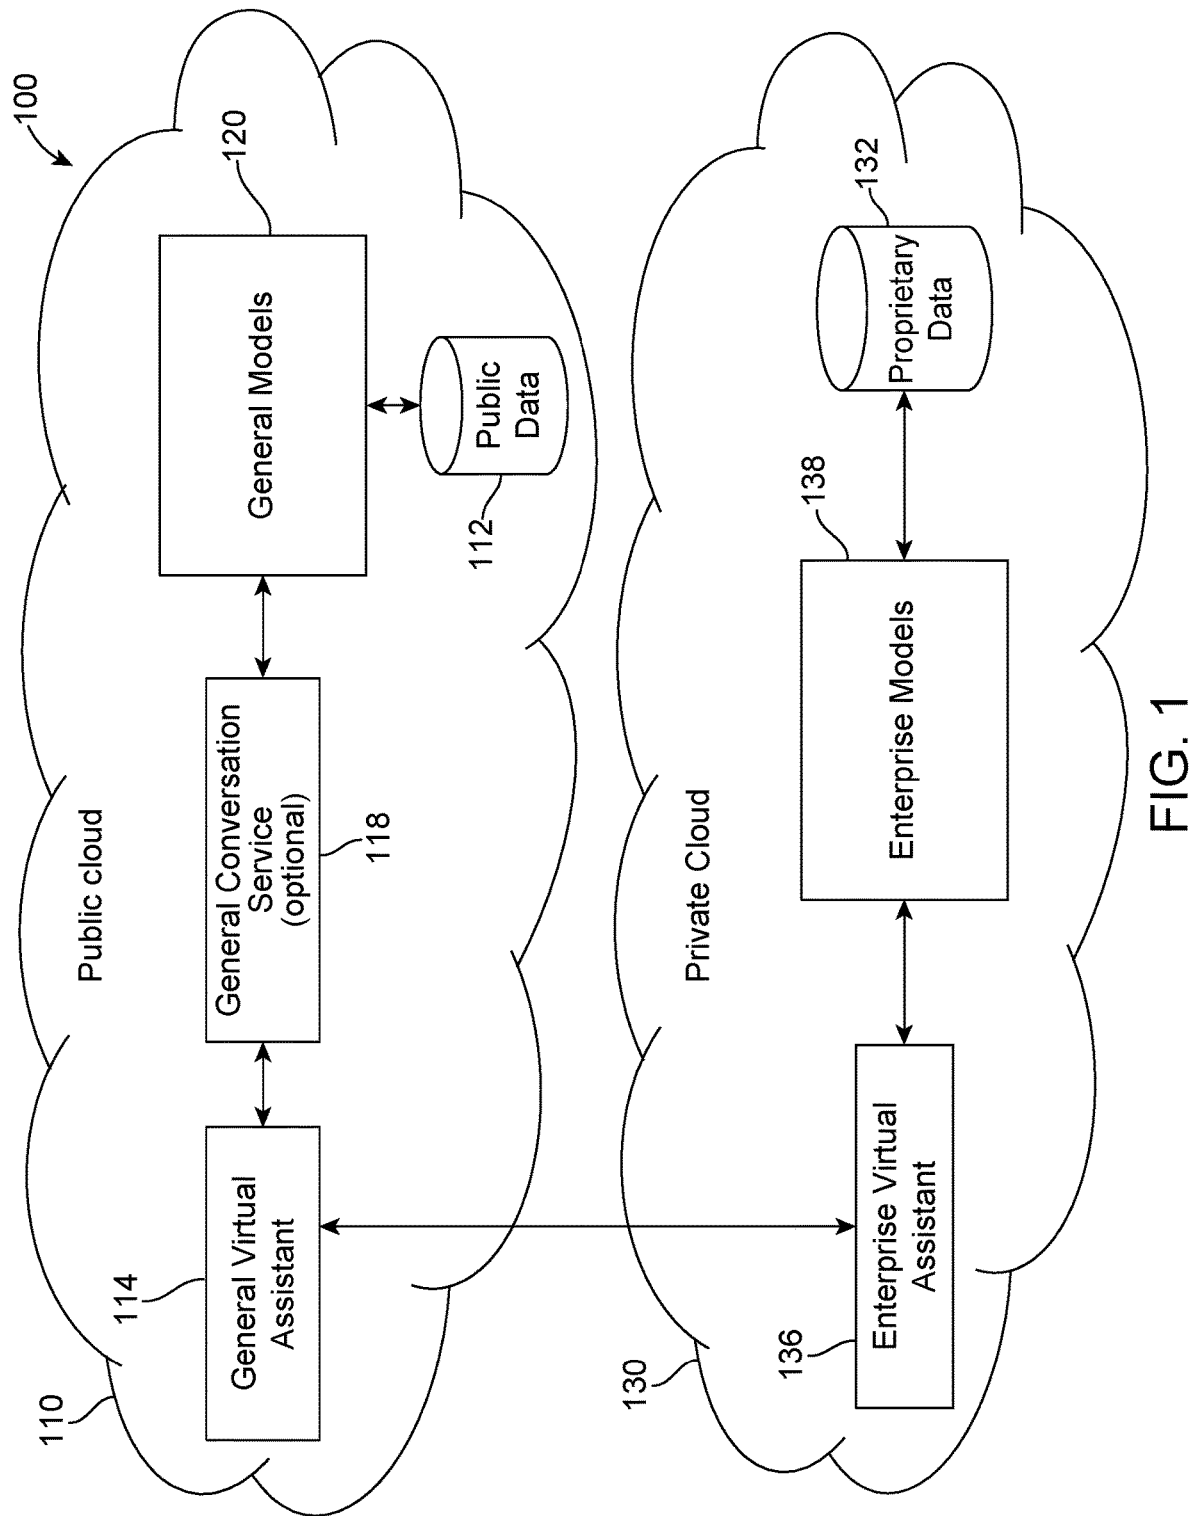 100
Public cloud
110
114
General Virtual
Assistant
General Conversation
Service
(optional)
118
General Models
120
Public
Data
112
Private Cloud
130
136
Enterprise Virtual
Assistant
Enterprise Models
138
Proprietary
Data
132
FIG. 1